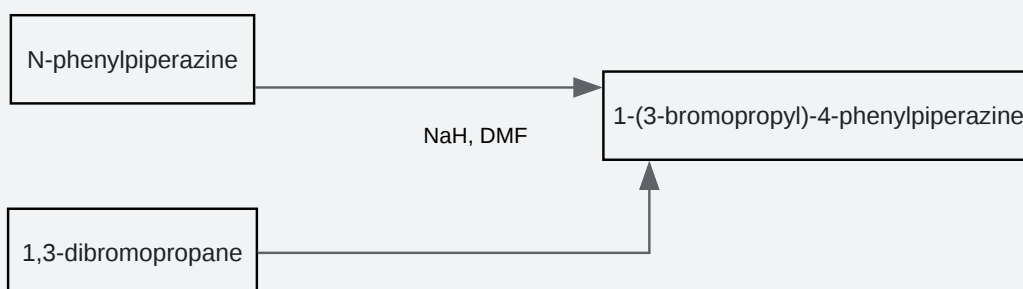 N-phenylpiperazine
NaH, DMF
1-(3-bromopropyl)-4-phenylpiperazine
1,3-dibromopropane